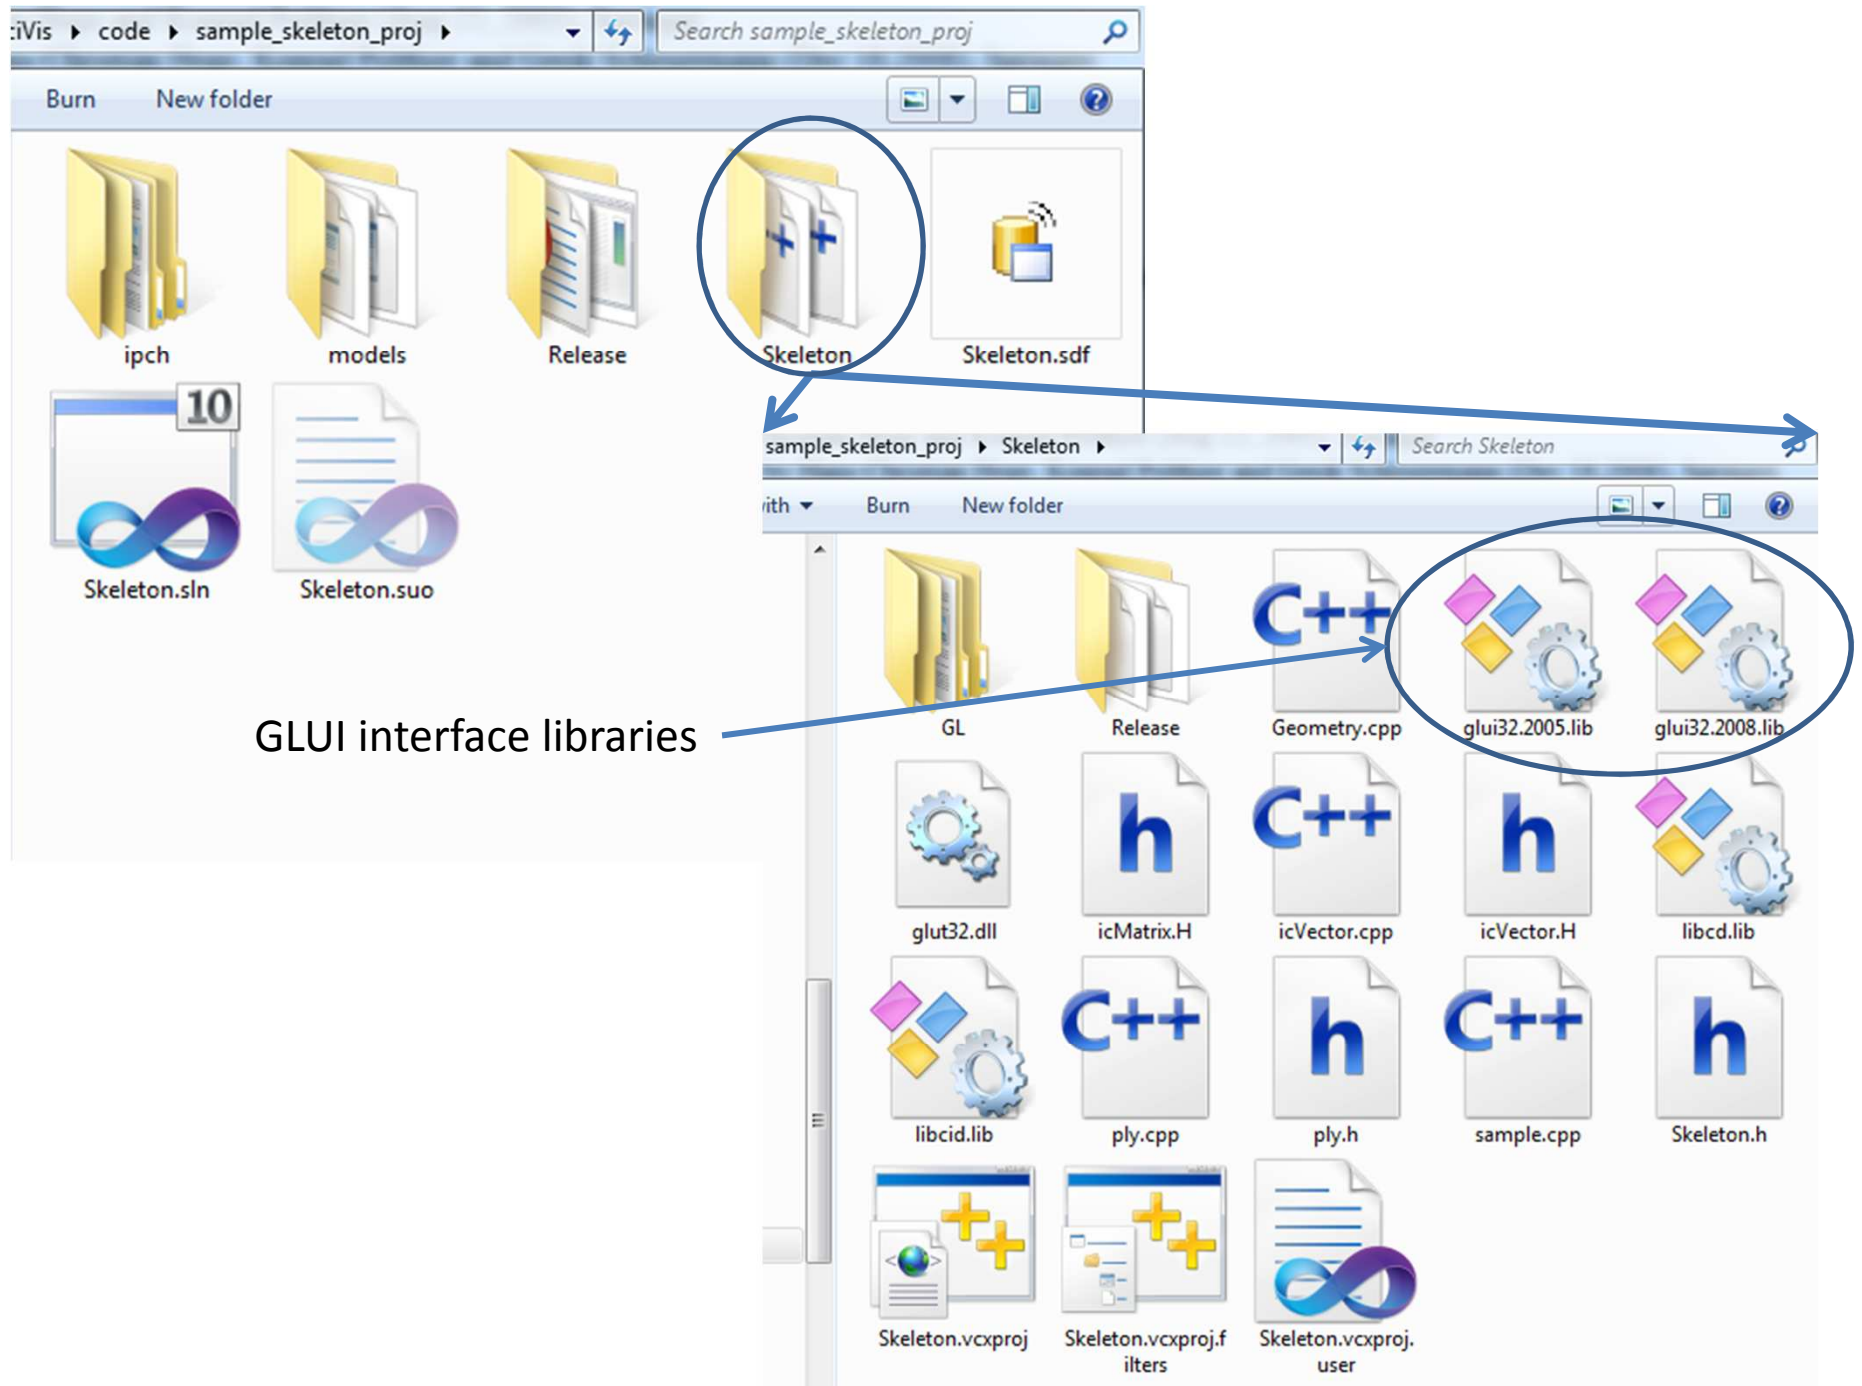 iVis ▸ code ▸ sample_skeleton_proj ▸
Search sample_skeleton_proj
Burn New folder
ipch models Release Skeleton Skeleton.sdf
10
Skeleton.sln Skeleton.suo
sample_skeleton_proj ▸ Skeleton ▸
Search Skeleton
ith Burn New folder
C++
GL Release Geometry.cpp glui32.2005.lib glui32.2008.lib
GLUI interface libraries
h C++ h
glut32.dll icMatrix.H icVector.cpp icVector.H libcd.lib
C++ h C++ h
libcid.lib ply.cpp ply.h sample.cpp Skeleton.h
Skeleton.vcxproj Skeleton.vcxproj.f Skeleton.vcxproj.
ilters user